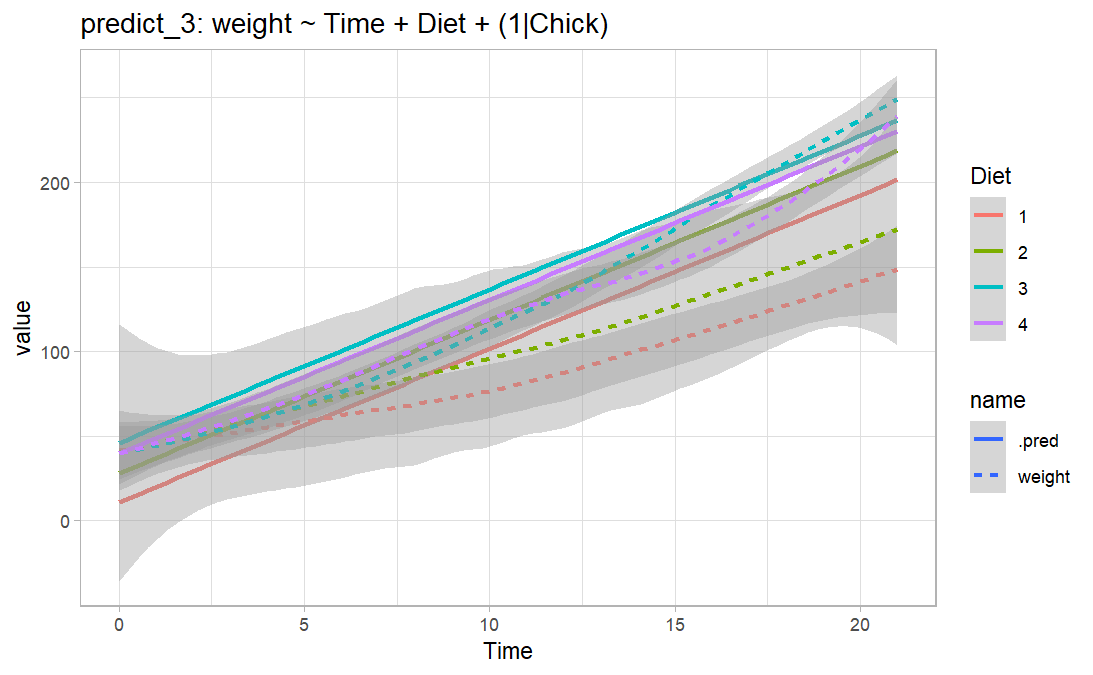 predict_3: weight ~ Time + Diet + (1|Chick)
value
200
100
0
0
5
10
15
20
Time
Diet
1
2
3
4
name
.pred
weight